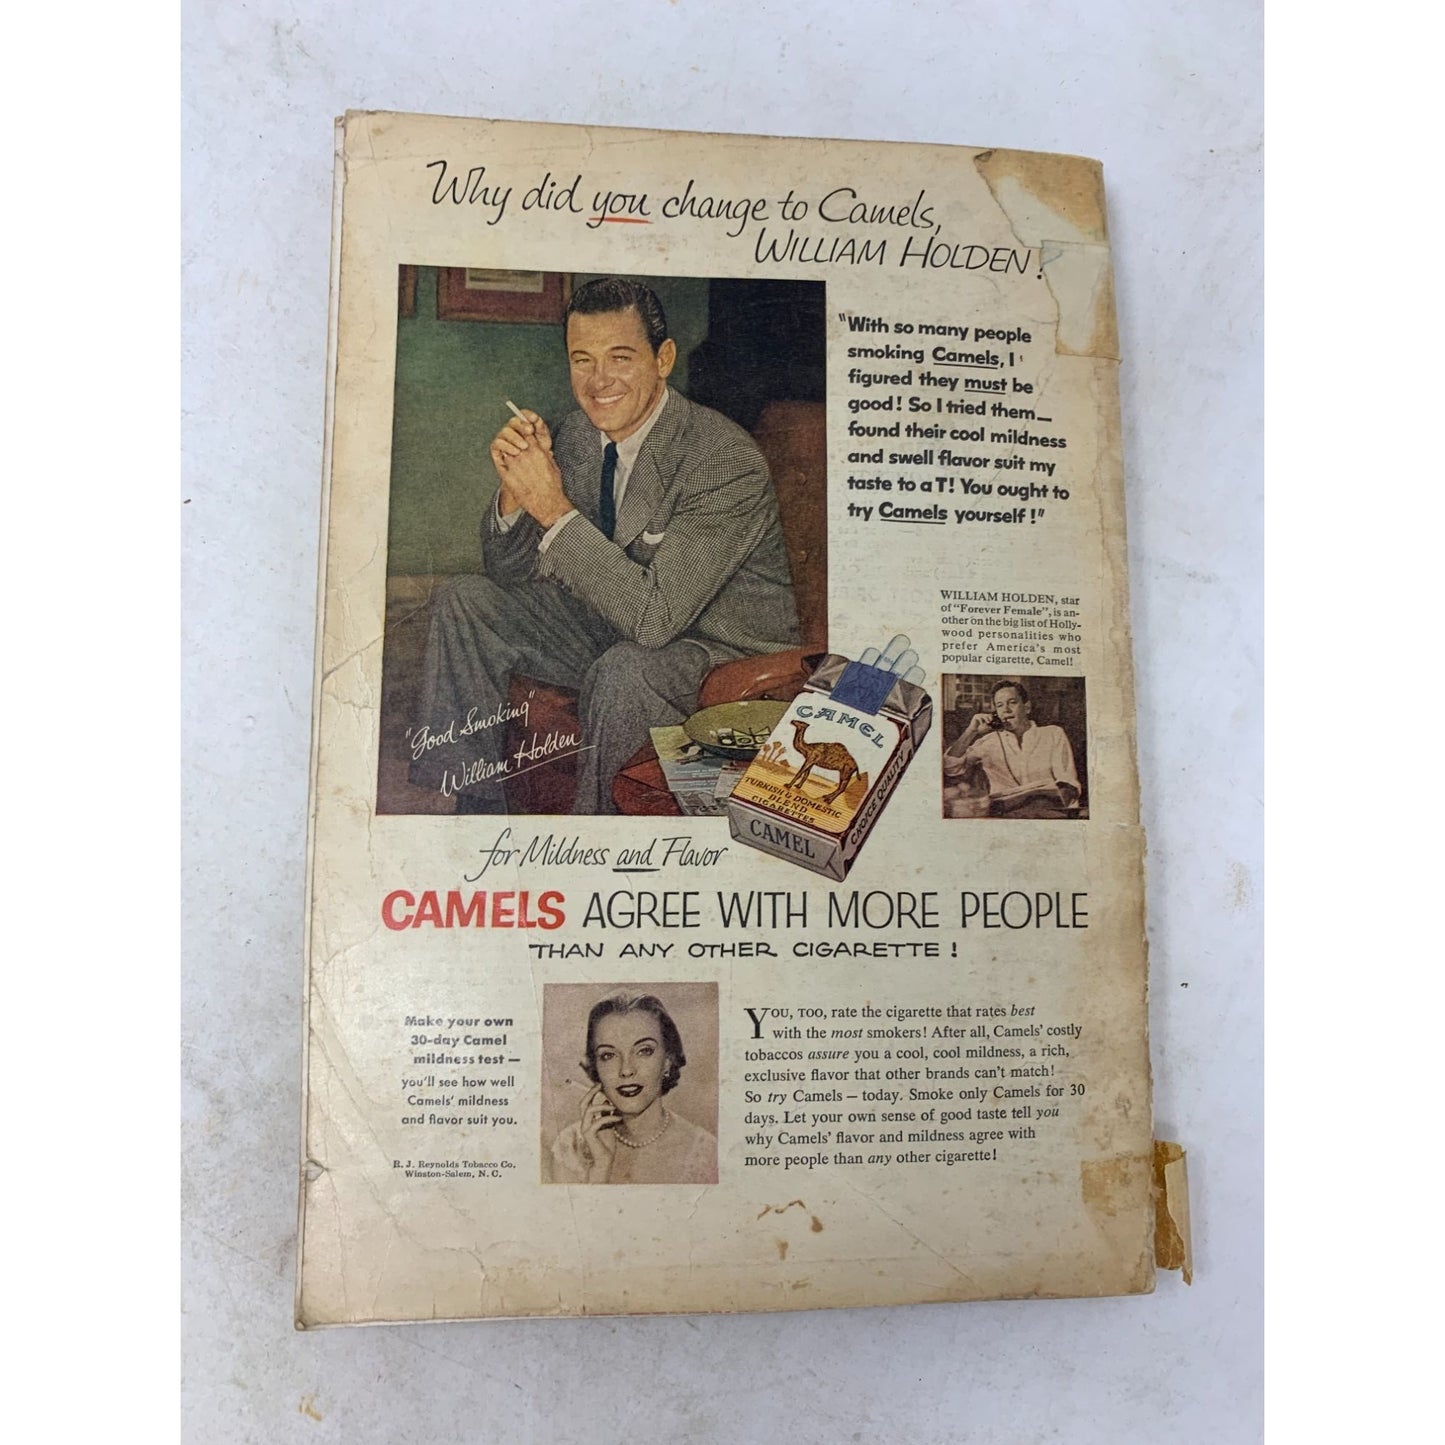 Why did you change to Camels,
WILLIAM HOLDEN?
"With so many people
smoking Camels, I
figured they must be
good! So I tried them—
found their cool mildness
and swell flavor suit my
taste to a T! You ought to
try Camels yourself!"
WILLIAM HOLDEN, star
of "Forever Female", is an-
other on the big list of Holly-
wood personalities who
prefer America's most
popular cigarette, Camel!
"Good Smoking"
William Holden
CAMEL
TURKISH & DOMESTIC
BLEND
CIGARETTES
CHOICE QUALITY
CAMEL
for Mildness and Flavor
CAMELS AGREE WITH MORE PEOPLE
THAN ANY OTHER CIGARETTE!
Make your own
30-day Camel
mildness test —
you'll see how well
Camels' mildness
and flavor suit you.
R. J. Reynolds Tobacco Co.
Winston-Salem, N. C.
YOU, TOO, rate the cigarette that rates best
with the most smokers! After all, Camels' costly
tobaccos assure you a cool, cool mildness, a rich,
exclusive flavor that other brands can't match!
So try Camels — today. Smoke only Camels for 30
days. Let your own sense of good taste tell you
why Camels' flavor and mildness agree with
more people than any other cigarette!